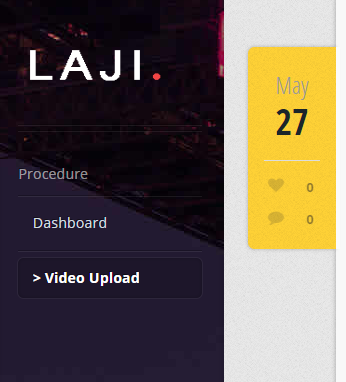 LAJI.
Procedure
Dashboard
> Video Upload
May
27
0
0